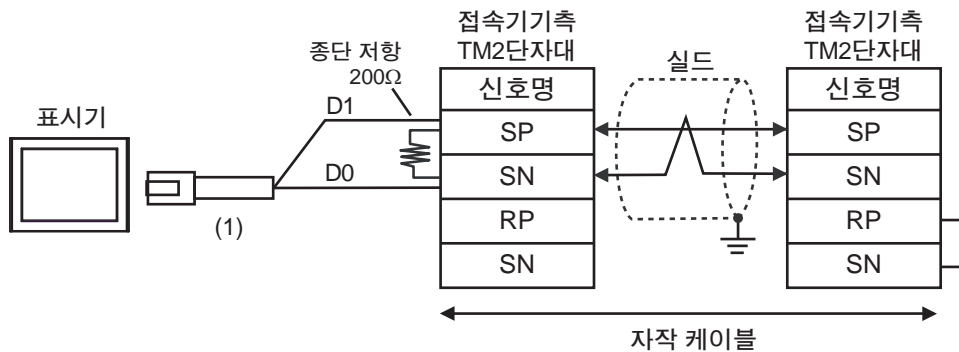 표시기
(1)
종단 저항
200Ω
D1
D0
접속기기측
TM2단자대
신호명
SP
SN
RP
SN
실드
접속기기측
TM2단자대
신호명
SP
SN
RP
SN
자작 케이블